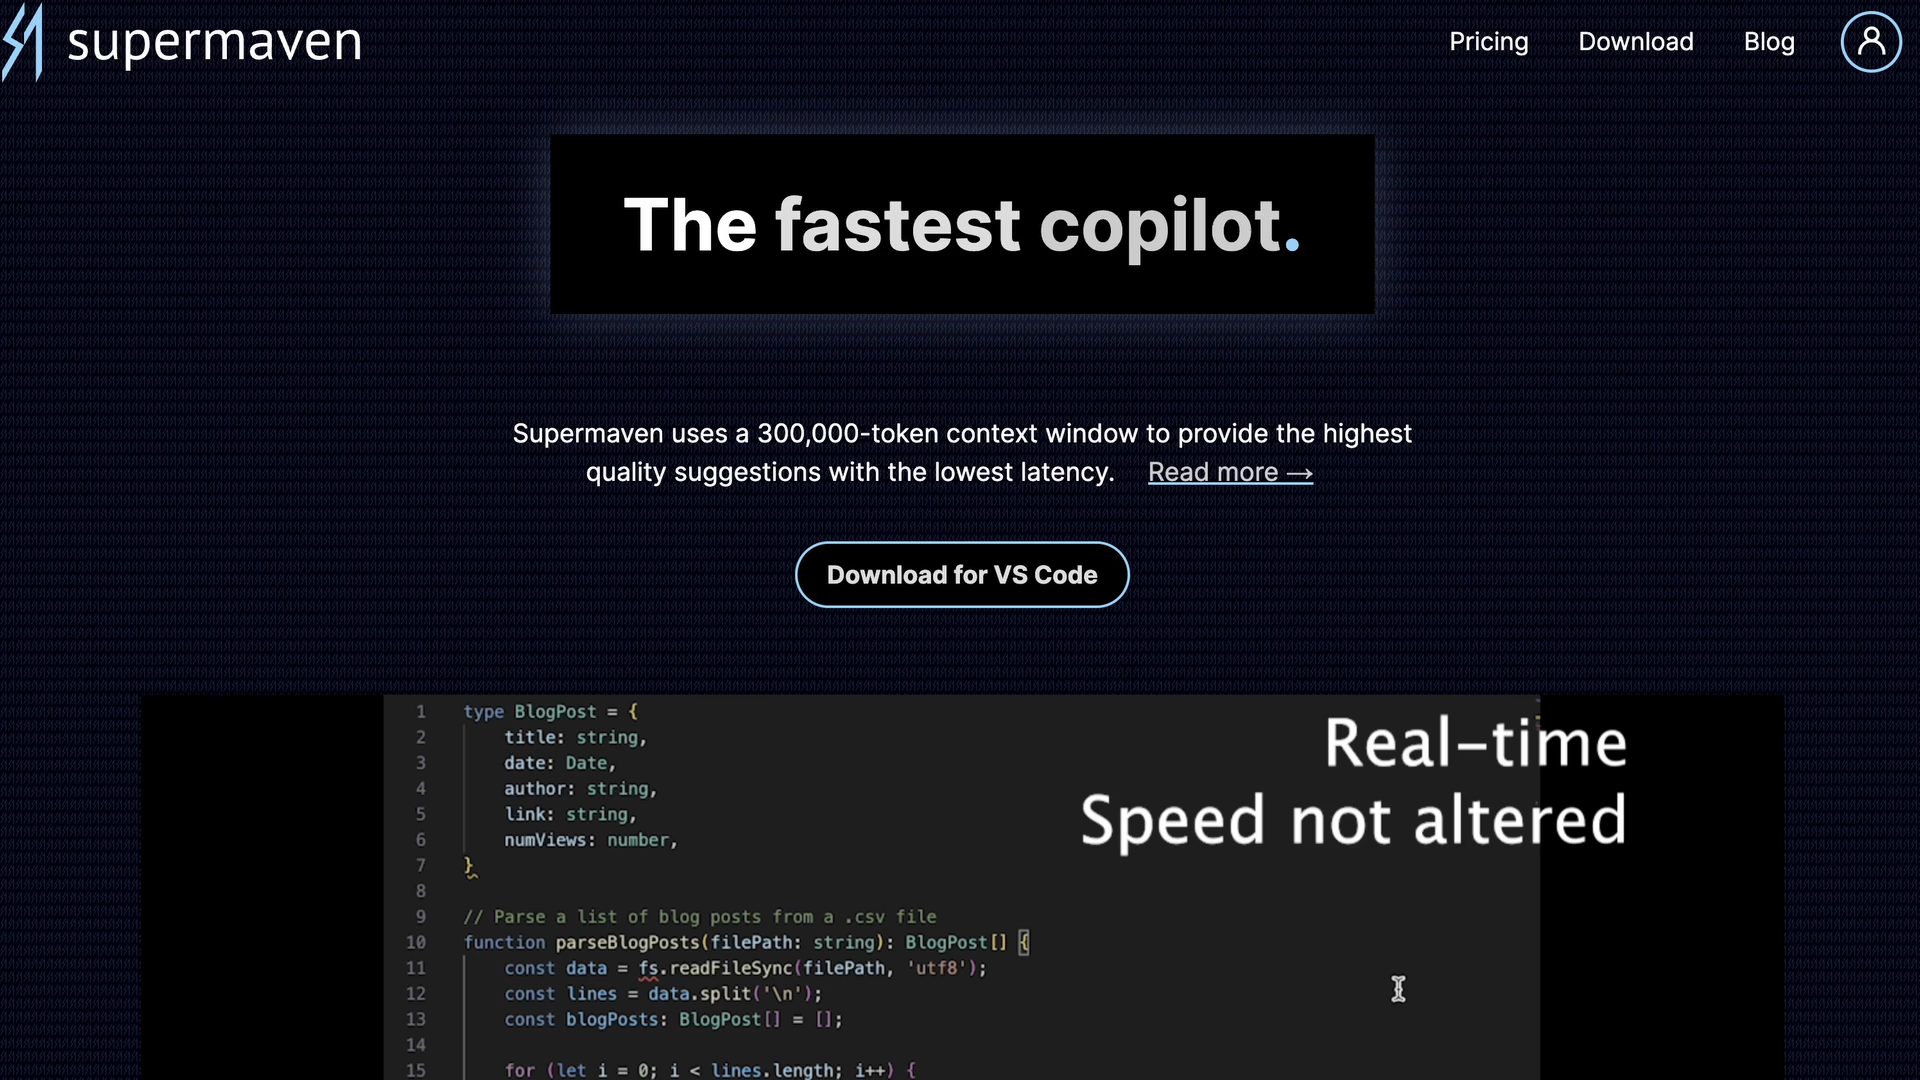 supermaven
Pricing
Download
Blog
The fastest copilot.
Supermaven uses a 300,000-token context window to provide the highest
quality suggestions with the lowest latency. Read more →
Download for VS Code
Real-time
Speed not altered
1 type BlogPost = {
2 title: string,
3 date: Date,
4 author: string,
5 link: string,
6 numViews: number,
7 }
8
9 // Parse a list of blog posts from a .csv file
10 function parseBlogPosts(filePath: string): BlogPost[] {
11 const data = fs.readFileSync(filePath, 'utf8');
12 const lines = data.split('\n');
13 const blogPosts: BlogPost[] = [];
14
15 for (let i = 0; i < lines.length; i++) {